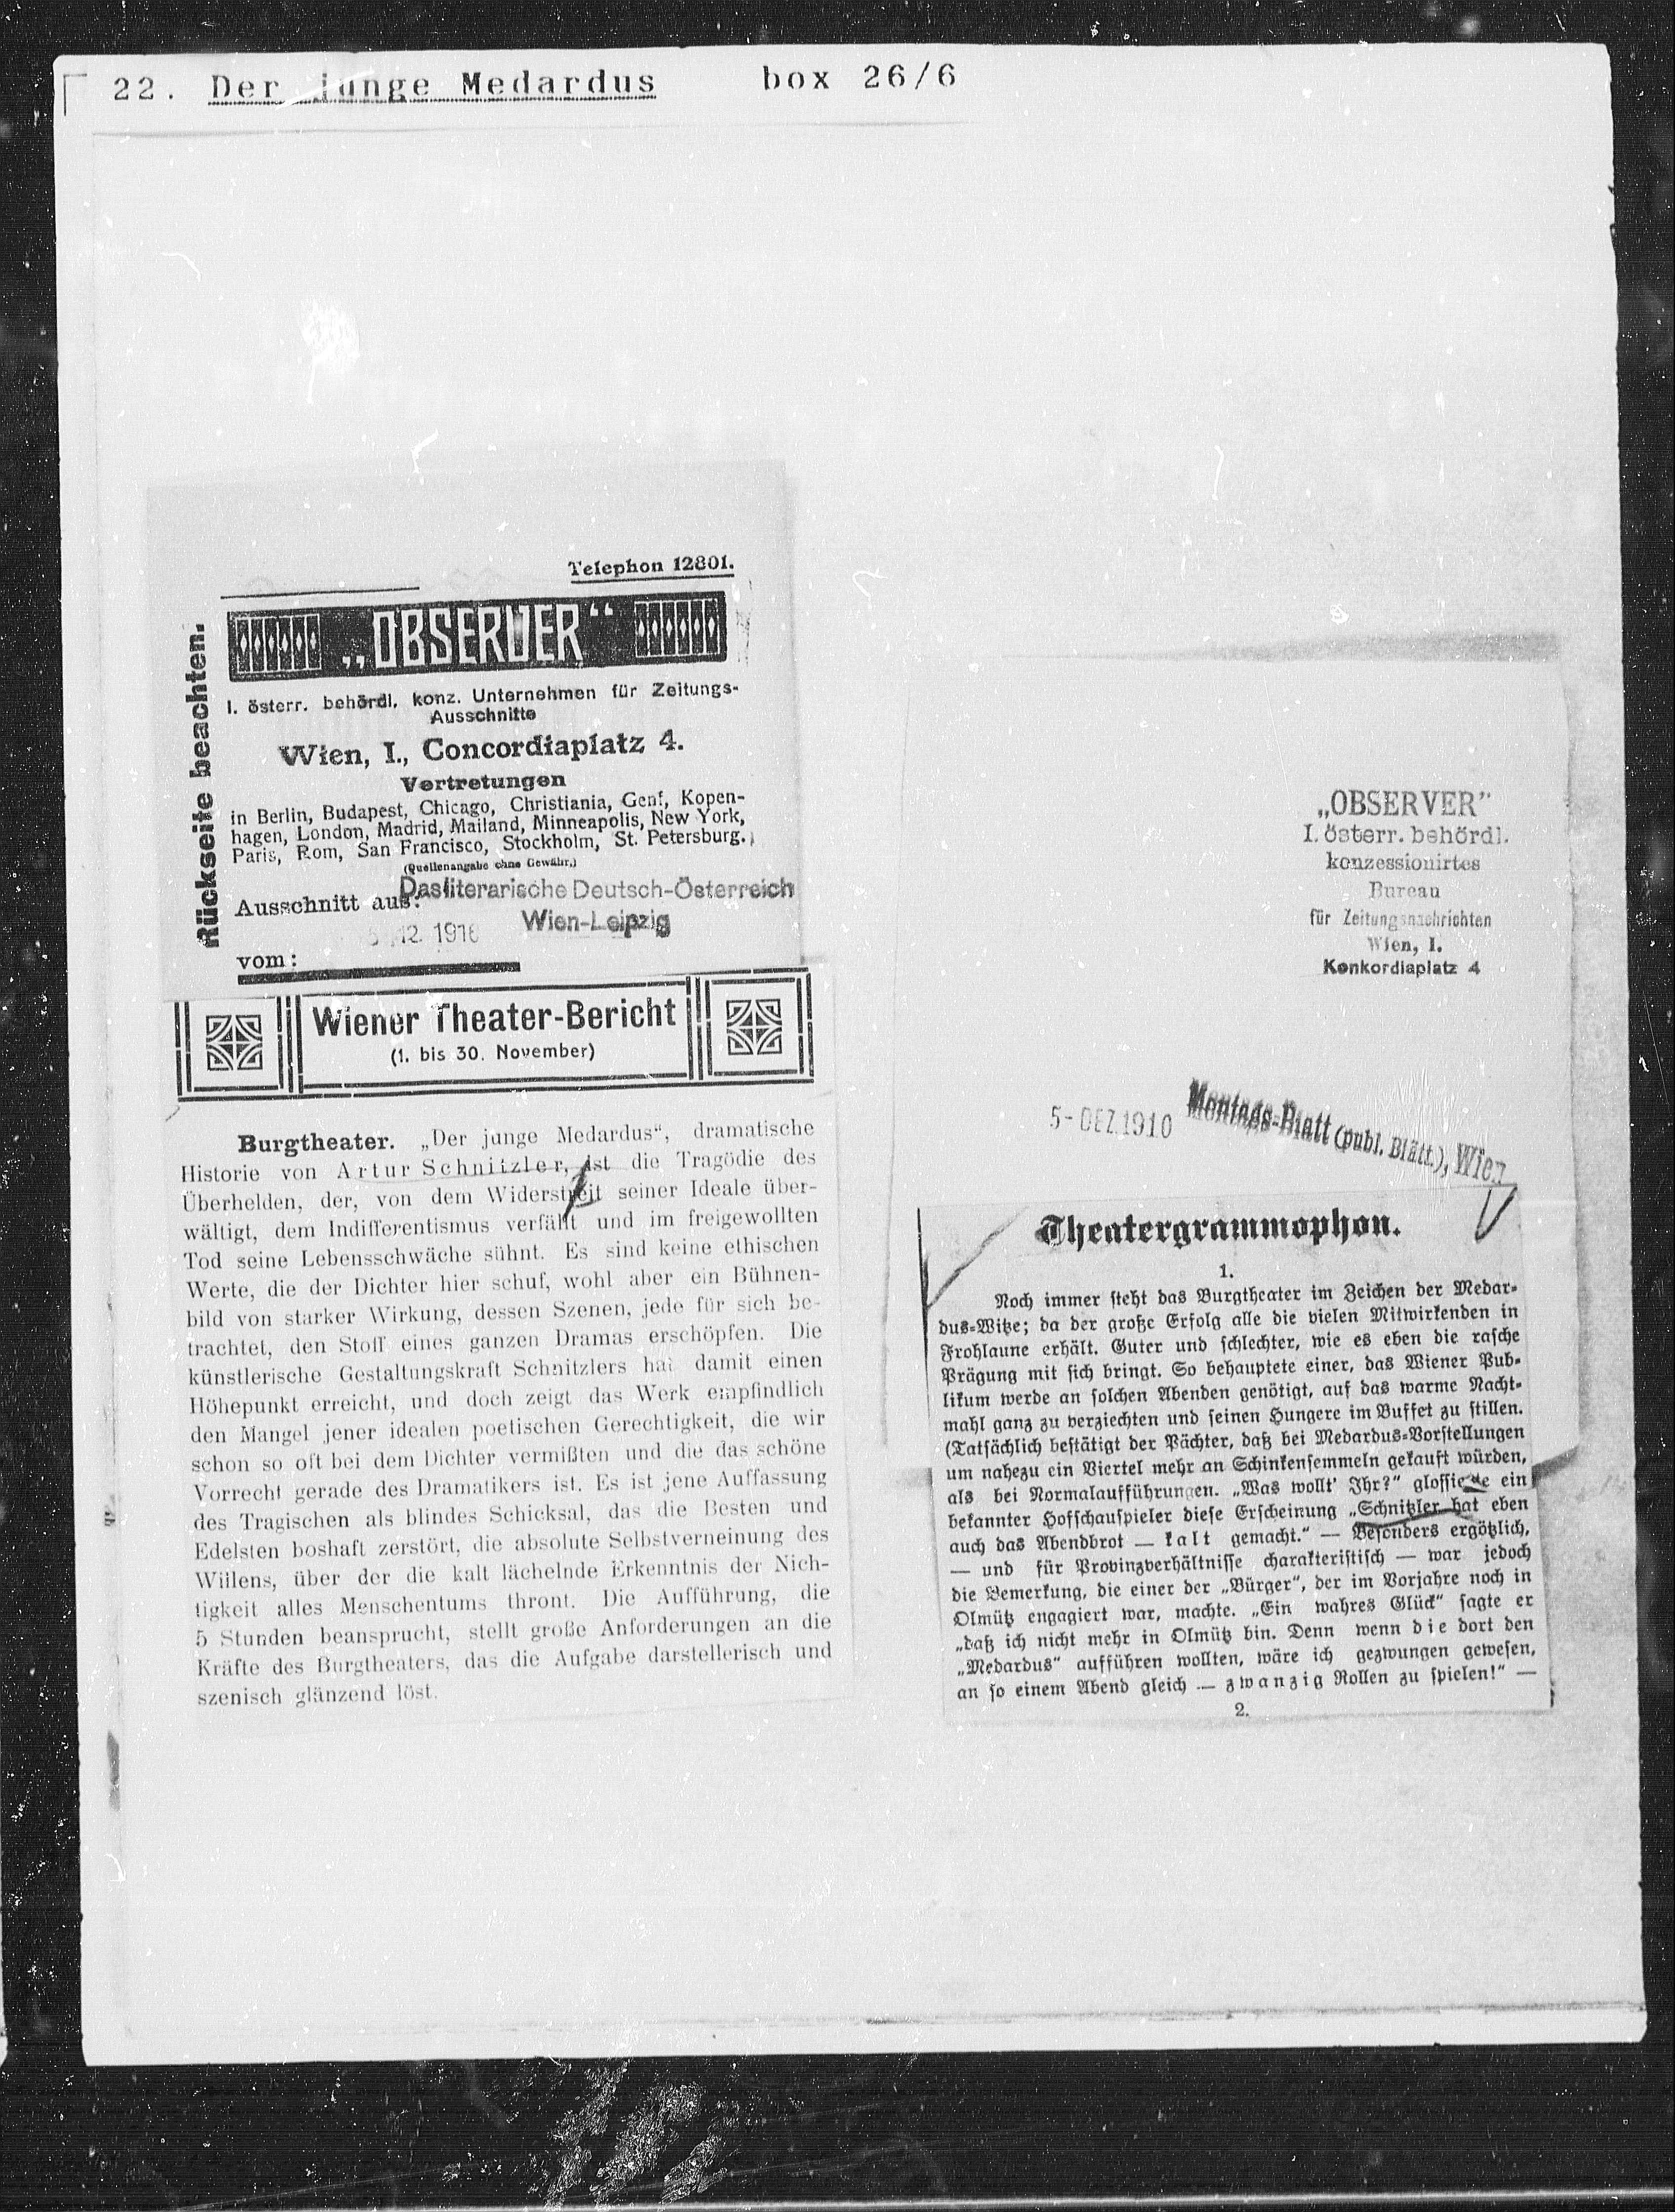 22. Der junge Medardus box 26/6
Telephon 12801.
„OBSERVER“
I. österr. behördl. konz. Unternehmen für Zeitungs-
Ausschnitte
Wien, I., Concordiaplatz 4.
Vertretungen
in Berlin, Budapest, Chicago, Christiania, Genf, Kopen-
hagen, London, Madrid, Mailand, Minneapolis, New York,
Paris, Rom, San Francisco, Stockholm, St. Petersburg.
(Quellenangabe ohne Gewähr.)
Ausschnitt aus: Das literarische Deutsch-Österreich
Wien-Leipzig
12.
vom:
Rückseite beachten.
Wiener Theater-Bericht
(1. bis 30. November)
Burgtheater. „Der junge Medardus“, dramatische
Historie von Artur Schnitzler, ist die Tragödie des
Überhelden, der, von dem Widerstreit seiner Ideale über-
wältigt, dem Indifferentismus verfällt und im freigewollten
Tod seine Lebensschwäche sühnt. Es sind keine ethischen
Werte, die der Dichter hier schuf, wohl aber ein Bühnen-
bild von starker Wirkung, dessen Szenen, jede für sich be-
trachtet, den Stoff eines ganzen Dramas erschöpfen. Die
künstlerische Gestaltungskraft Schnitzlers hat damit einen
Höhepunkt erreicht, und doch zeigt das Werk empfindlich
den Mangel jener idealen poetischen Gerechtigkeit, die wir
schon so oft bei dem Dichter vermißten und die das schöne
Vorrecht gerade des Dramatikers ist. Es ist jene Auffassung
des Tragischen als blindes Schicksal, das die Besten und
Edelsten boshaft zerstört, die absolute Selbstverneinung des
Willens, über der die kalt lächelnde Erkenntnis der Nich-
tigkeit alles Menschentums thront. Die Aufführung, die
5 Stunden beansprucht, stellt große Anforderungen an die
Kräfte des Burgtheaters, das die Aufgabe darstellerisch und
szenisch glänzend löst.
„OBSERVER”
I. österr. behördl.
konzessionirtes
Bureau
für Zeitungsnachrichten
Wien, I.
Konkordiaplatz 4
5-DEZ.1910 Montags-Blatt (publ. Blätt.), Wien
Theatergrammophon.
1.
Noch immer steht das Burgtheater im Zeichen der Medar-
dus-Witze; da der große Erfolg alle die vielen Mitwirkenden in
Frohlaune erhält. Guter und schlechter, wie es eben die rasche
Prägung mit sich bringt. So behauptete einer, das Wiener Pub-
likum werde an solchen Abenden genötigt, auf das warme Nacht-
mahl ganz zu verziechten und seinen Hungere im Buffet zu stillen.
(Tatsächlich bestätigt der Pächter, daß bei Medardus-Vorstellungen
um nahezu ein Viertel mehr an Schinkensemmeln gekauft würden,
als bei Normalaufführungen. „Was wollt' Ihr?“ glossierte ein
bekannter Hofschauspieler diese Erscheinung „Schnitzler hat eben
auch das Abendbrot — kalt gemacht.“ — Besonders ergötzlich,
— und für Provinzverhältnisse charakteristisch — war jedoch
die Bemerkung, die einer der „Bürger“, der im Vorjahre noch in
Olmütz engagiert war, machte. „Ein wahres Glück“ sagte er
„daß ich nicht mehr in Olmütz bin. Denn wenn die dort den
„Medardus“ aufführen wollten, wäre ich gezwungen gewesen,
an so einem Abend gleich — zwanzig Rollen zu spielen!“ —
2.